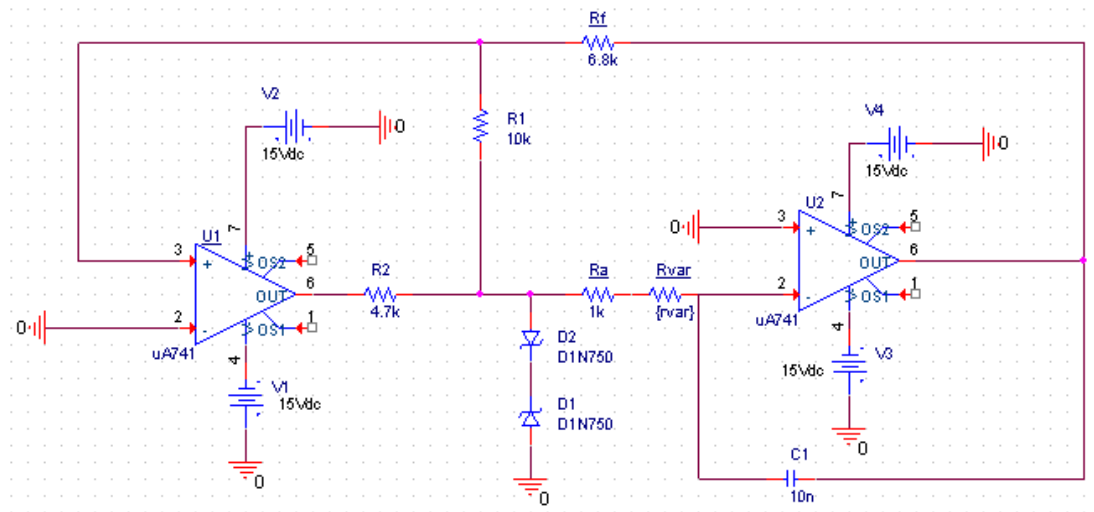 Rf
6.8k
V2
0
15Vdc
R1
10k
V4
0
15Vdc
U1
7
3
+
OS2
5
OUT
6
2
-
OS1
1
4
uA741
0
V1
15Vdc
0
R2
4.7k
Ra
1k
Rvar
{rvar}
D2
D1N750
D1
D1N750
0
U2
7
0
3
+
OS2
5
OUT
6
2
-
OS1
1
4
uA741
V3
15Vdc
0
C1
10n